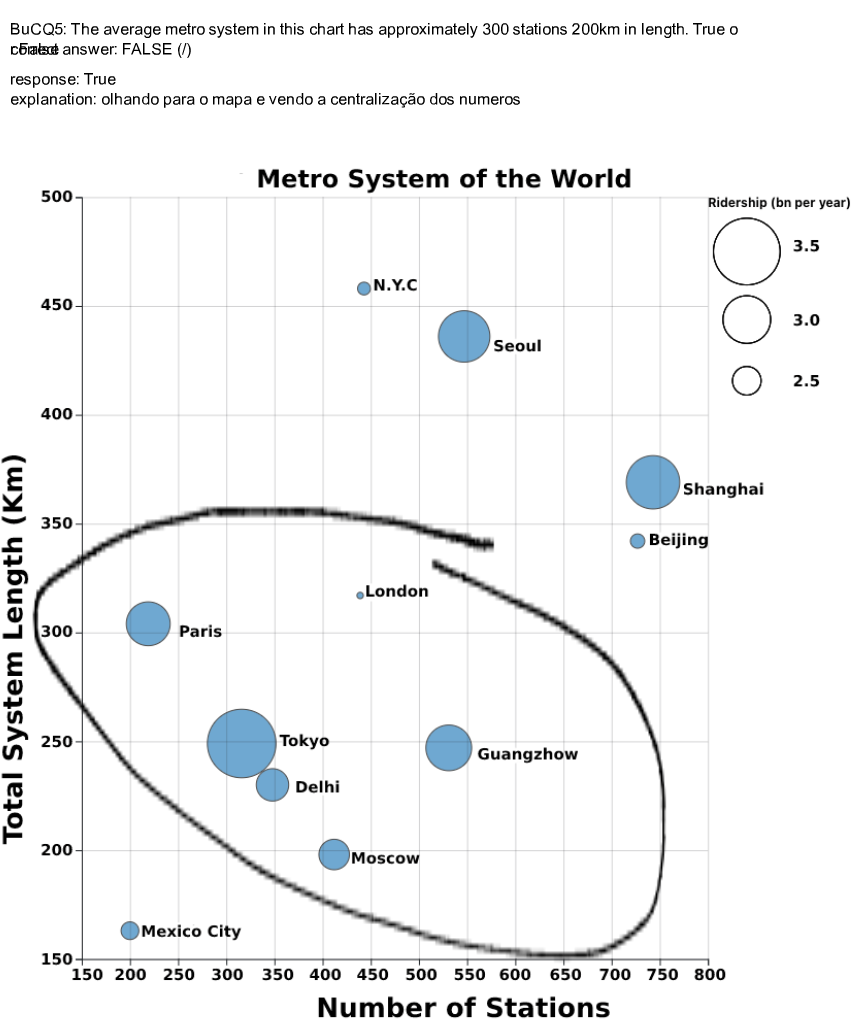 BuCQ5: The average metro system in this chart has approximately 300 stations 200km in length. True o
answer: FALSE (/)
response: True
explanation: olhando para o mapa e vendo a centralização dos numeros
Metro System of the World
Ridership (bn per year)
3.5
3.0
2.5
Total System Length (Km)
500
450
400
350
300
250
200
150
N.Y.C
Seoul
Shanghai
Beijing
London
Paris
Tokyo
Guangzhow
Delhi
Moscow
Mexico City
150 200 250 300 350 400 450 500 550 600 650 700 750 800
Number of Stations